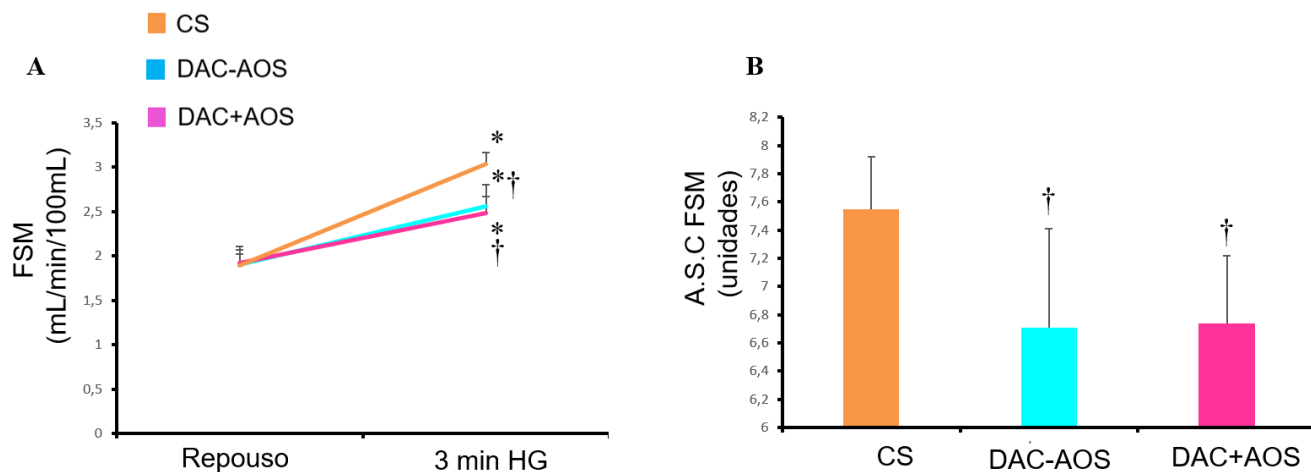 CS
DAC-AOS
DAC+AOS
A
FSM
(mL/min/100mL)
3,5
3
2,5
2
1,5
1
0,5
0
*
*†
*
†
Repouso
3 min HG
B
A.S.C FSM
(unidades)
8,2
8
7,8
7,6
7,4
7,2
7
6,8
6,6
6,4
6,2
6
†
†
CS
DAC-AOS
DAC+AOS